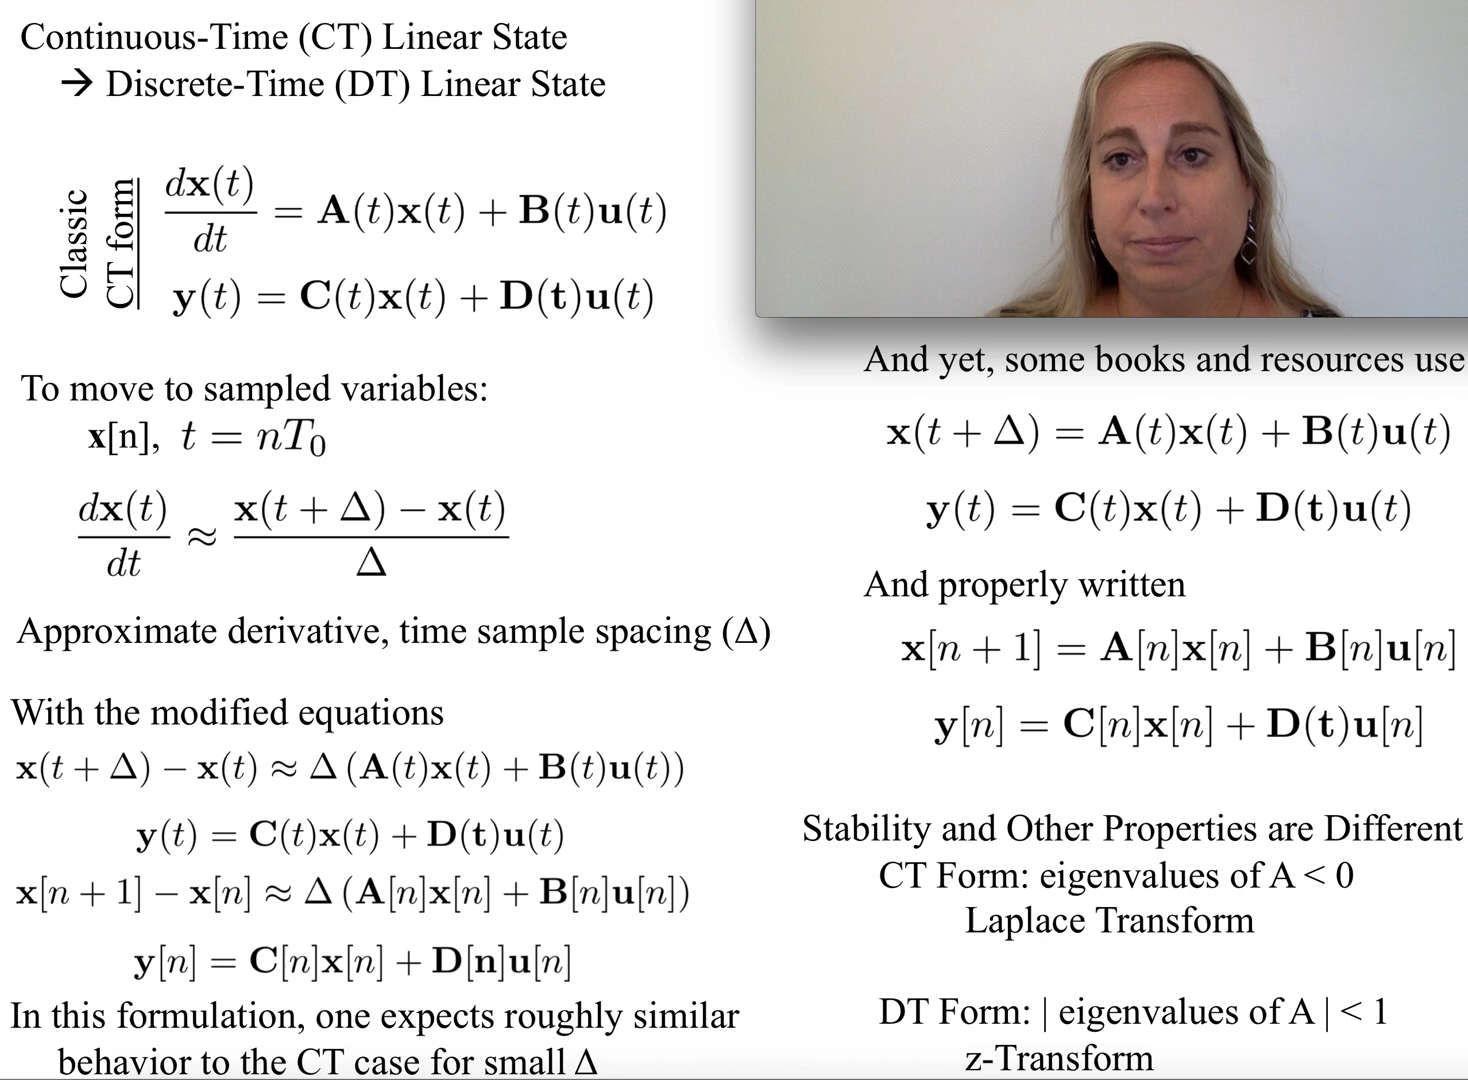 Continuous-Time (CT) Linear State
→ Discrete-Time (DT) Linear State
Classic
CT form
d𝐱(t)/dt = 𝐀(t)𝐱(t) + 𝐁(t)𝐮(t)
𝐲(t) = 𝐂(t)𝐱(t) + 𝐃(𝐭)𝐮(t)
To move to sampled variables:
𝐱[n], t = nT₀
d𝐱(t)/dt ≈ (𝐱(t + Δ) − 𝐱(t))/Δ
Approximate derivative, time sample spacing (Δ)
With the modified equations
𝐱(t + Δ) − 𝐱(t) ≈ Δ (𝐀(t)𝐱(t) + 𝐁(t)𝐮(t))
𝐲(t) = 𝐂(t)𝐱(t) + 𝐃(𝐭)𝐮(t)
𝐱[n + 1] − 𝐱[n] ≈ Δ (𝐀[n]𝐱[n] + 𝐁[n]𝐮[n])
𝐲[n] = 𝐂[n]𝐱[n] + 𝐃[𝐧]𝐮[n]
In this formulation, one expects roughly similar
behavior to the CT case for small Δ
And yet, some books and resources use
𝐱(t + Δ) = 𝐀(t)𝐱(t) + 𝐁(t)𝐮(t)
𝐲(t) = 𝐂(t)𝐱(t) + 𝐃(𝐭)𝐮(t)
And properly written
𝐱[n + 1] = 𝐀[n]𝐱[n] + 𝐁[n]𝐮[n]
𝐲[n] = 𝐂[n]𝐱[n] + 𝐃(𝐭)𝐮[n]
Stability and Other Properties are Different
CT Form: eigenvalues of A < 0
Laplace Transform
DT Form: | eigenvalues of A | < 1
z-Transform